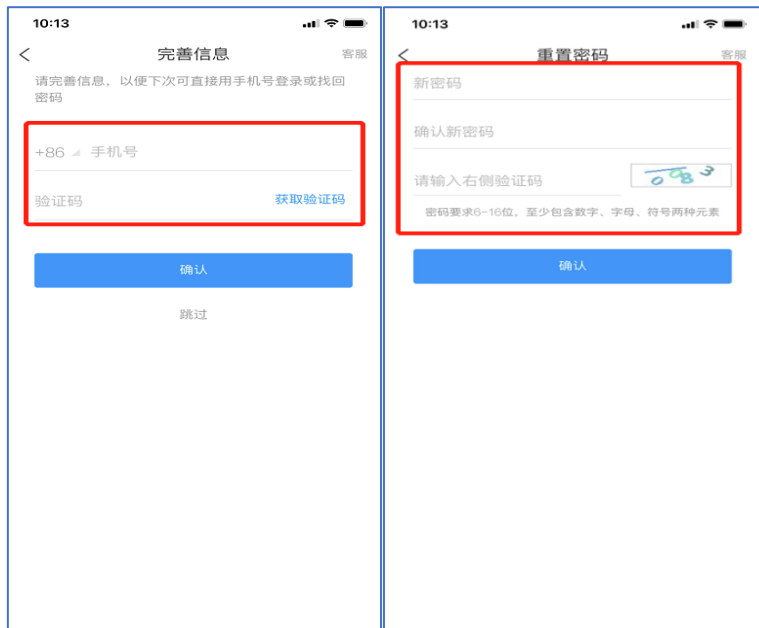 10:13
完善信息
客服
请完善信息，以便下次可直接用手机号登录或找回
密码
+86 手机号
验证码
获取验证码
确认
跳过
10:13
重置密码
客服
新密码
确认新密码
请输入右侧验证码
0083
密码要求6-16位，至少包含数字、字母、符号两种元素
确认